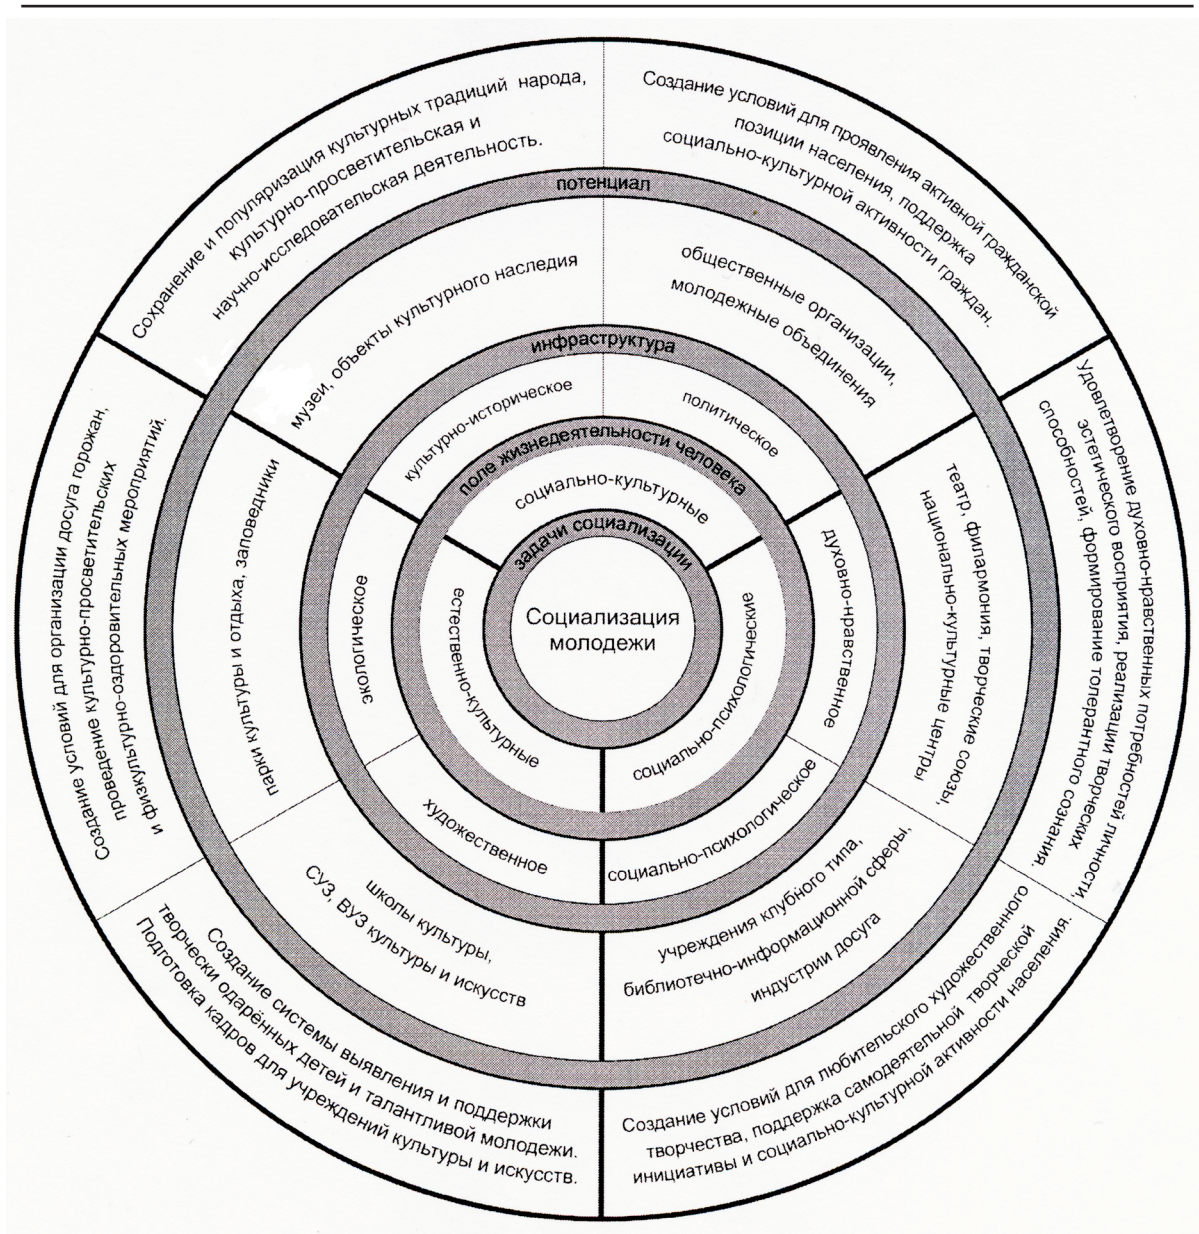 Сохранение и популяризация культурных традиций народа,
культурно-просветительская и
научно-исследовательская деятельность.
Создание условий для проявления активной гражданской
позиции населения, поддержка
социально-культурной активности граждан.
потенциал
музеи, объекты культурного наследия
общественные организации,
молодежные объединения
инфраструктура
культурно-историческое
политическое
поле жизнедеятельности человека
социально-культурные
задачи социализации
Социализация
молодежи
естественно-культурные
социально-психологические
экологическое
духовно-нравственное
художественное
социально-психологическое
парки культуры и отдыха, заповедники
театр, филармония, творческие союзы,
национально-культурные центры
школы культуры,
СУЗ, ВУЗ культуры и искусств
учреждения клубного типа,
библиотечно-информационной сферы,
индустрии досуга
Создание условий для организации досуга горожан,
проведение культурно-просветительских
и физкультурно-оздоровительных мероприятий.
Удовлетворение духовно-нравственных потребностей личности,
эстетического восприятия, реализации творческих
способностей, формирование толерантного сознания.
Создание системы выявления и поддержки
творчески одарённых детей и талантливой молодежи.
Подготовка кадров для учреждений культуры и искусств.
Создание условий для любительского художественного
творчества, поддержка самодеятельной творческой
инициативы и социально-культурной активности населения.